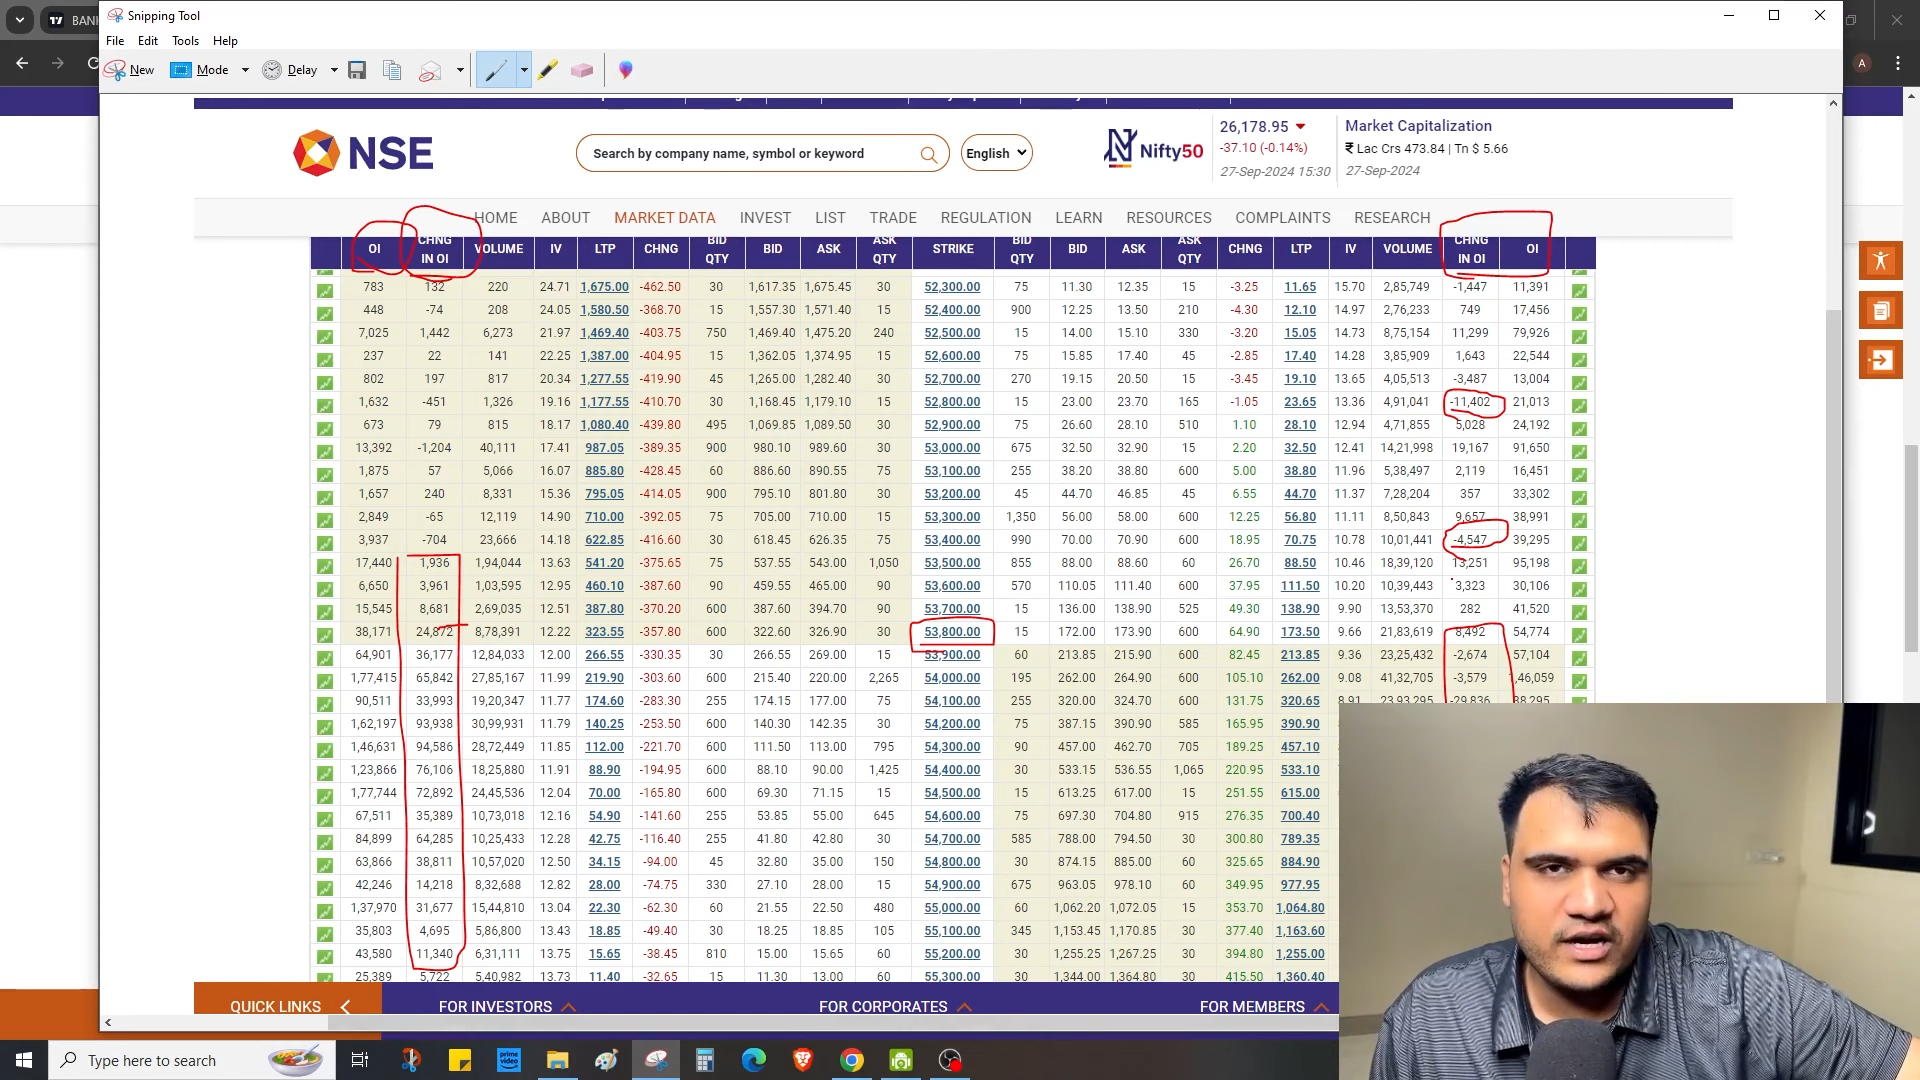 BANK
Snipping Tool
File Edit Tools Help
New Mode Delay
NSE
Search by company name, symbol or keyword
English
Nifty50
26,178.95
-37.10 (-0.14%)
27-Sep-2024 15:30
Market Capitalization
₹ Lac Crs 473.84 | Tn $ 5.66
27-Sep-2024
HOME ABOUT MARKET DATA INVEST LIST TRADE REGULATION LEARN RESOURCES COMPLAINTS RESEARCH
OI CHNG IN OI VOLUME IV LTP CHNG BID QTY BID ASK ASK QTY STRIKE BID QTY BID ASK ASK QTY CHNG LTP IV VOLUME CHNG IN OI OI
783 132 220 24.71 1,675.00 -462.50 30 1,617.35 1,675.45 30 52,300.00 75 11.30 12.35 15 -3.25 11.65 15.70 2,85,749 -1,447 11,391
448 -74 208 24.05 1,580.50 -368.70 15 1,557.30 1,571.40 15 52,400.00 900 12.25 13.50 210 -4.30 12.10 14.97 2,76,233 749 17,456
7,025 1,442 6,273 21.97 1,469.40 -403.75 750 1,469.40 1,475.20 240 52,500.00 15 14.00 15.10 330 -3.20 15.05 14.73 8,75,154 11,299 79,926
237 22 141 22.25 1,387.00 -404.95 15 1,362.05 1,374.95 15 52,600.00 75 15.85 17.40 45 -2.85 17.40 14.28 3,85,909 1,643 22,544
802 197 817 20.34 1,277.55 -419.90 45 1,265.00 1,282.40 30 52,700.00 270 19.15 20.50 15 -3.45 19.10 13.65 4,05,513 -3,487 13,004
1,632 -451 1,326 19.16 1,177.55 -410.70 30 1,168.45 1,179.10 15 52,800.00 15 23.00 23.70 165 -1.05 23.65 13.36 4,91,041 -11,402 21,013
673 79 815 18.17 1,080.40 -439.80 495 1,069.85 1,089.50 30 52,900.00 75 26.60 28.10 510 1.10 28.10 12.94 4,71,855 5,028 24,192
13,392 -1,204 40,111 17.41 987.05 -389.35 900 980.10 989.60 30 53,000.00 675 32.50 32.90 15 2.20 32.50 12.41 14,21,998 19,167 91,650
1,875 57 5,066 16.07 885.80 -428.45 60 886.60 890.55 75 53,100.00 255 38.20 38.80 600 5.00 38.80 11.96 5,38,497 2,119 16,451
1,657 240 8,331 15.36 795.05 -414.05 900 795.10 801.80 30 53,200.00 45 44.70 46.85 45 6.55 44.70 11.37 7,28,204 357 33,302
2,849 -65 12,119 14.90 710.00 -392.05 75 705.00 710.00 15 53,300.00 1,350 56.00 58.00 600 12.25 56.80 11.11 8,50,843 9,657 38,991
3,937 -704 23,666 14.18 622.85 -416.60 30 618.45 626.35 75 53,400.00 990 70.00 70.90 600 18.95 70.75 10.78 10,01,441 -4,547 39,295
17,440 1,936 1,94,044 13.63 541.20 -375.65 75 537.55 543.00 1,050 53,500.00 855 88.00 88.60 60 26.70 88.50 10.46 18,39,120 13,251 95,198
6,650 3,961 1,03,595 12.95 460.10 -387.60 90 459.55 465.00 90 53,600.00 570 110.05 111.40 600 37.95 111.50 10.20 10,39,443 3,323 30,106
15,545 8,681 2,69,035 12.51 387.80 -370.20 600 387.60 394.70 90 53,700.00 15 136.00 138.90 525 49.30 138.90 9.90 13,53,370 282 41,520
38,171 24,872 8,78,391 12.22 323.55 -357.80 600 322.60 326.90 30 53,800.00 15 172.00 173.90 600 64.90 173.50 9.66 21,83,619 8,492 54,774
64,901 36,177 12,84,033 12.00 266.55 -330.35 30 266.55 269.00 15 53,900.00 60 213.85 215.90 600 82.45 213.85 9.36 23,25,432 -2,674 57,104
1,77,415 65,842 27,85,167 11.99 219.90 -303.60 600 215.40 220.00 2,265 54,000.00 195 262.00 264.90 600 105.10 262.00 9.08 41,32,705 -3,579 1,46,059
90,511 33,993 19,20,347 11.77 174.60 -283.30 255 174.15 177.00 75 54,100.00 255 320.00 324.70 600 131.75 320.65 8.91 23,93,295 -29,836 38,295
1,62,197 93,938 30,99,931 11.79 140.25 -253.50 600 140.30 142.35 30 54,200.00 75 387.15 390.90 585 165.95 390.90
1,46,631 94,586 28,72,449 11.85 112.00 -221.70 600 111.50 113.00 795 54,300.00 90 457.00 462.70 705 189.25 457.10
1,23,866 76,106 18,25,880 11.91 88.90 -194.95 600 88.10 90.00 1,425 54,400.00 30 533.15 536.55 1,065 220.95 533.10
1,77,744 72,892 24,45,536 12.04 70.00 -165.80 600 69.30 71.15 15 54,500.00 15 613.25 617.00 15 251.55 615.00
67,511 35,389 10,73,018 12.16 54.90 -141.60 255 53.85 55.00 645 54,600.00 75 697.30 704.80 915 276.35 700.40
84,899 64,285 10,25,433 12.28 42.75 -116.40 255 41.80 42.80 30 54,700.00 585 788.00 794.50 30 300.80 789.35
63,866 38,811 10,57,020 12.50 34.15 -94.00 45 32.80 35.00 150 54,800.00 30 874.15 885.00 60 325.65 884.90
42,246 14,218 8,32,688 12.82 28.00 -74.75 330 27.10 28.00 15 54,900.00 675 963.05 978.10 60 349.95 977.95
1,37,970 31,677 15,44,810 13.04 22.30 -62.30 60 21.55 22.50 480 55,000.00 60 1,062.20 1,072.05 15 353.70 1,064.80
35,803 4,695 5,86,800 13.43 18.85 -49.40 30 18.25 18.85 105 55,100.00 345 1,153.45 1,170.85 30 377.40 1,163.60
43,580 11,340 6,31,111 13.75 15.65 -38.45 810 15.00 15.65 60 55,200.00 30 1,255.25 1,267.25 30 394.80 1,255.00
25,389 5,722 5,40,982 13.73 11.40 -32.65 15 11.30 13.00 60 55,300.00 30 1,344.00 1,364.80 30 415.50 1,360.40
QUICK LINKS FOR INVESTORS FOR CORPORATES FOR MEMBERS
Type here to search
prime video
A